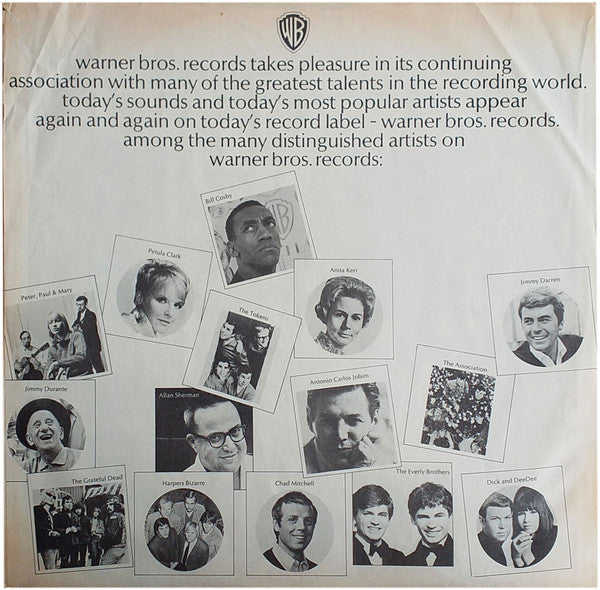 WB
warner bros. records takes pleasure in its continuing
association with many of the greatest talents in the recording world.
today's sounds and today's most popular artists appear
again and again on today's record label - warner bros. records.
among the many distinguished artists on
warner bros. records:
Bill Cosby
WB
Petula Clark
Anita Kerr
Jimmy Darren
Peter, Paul & Mary
The Tokens
The Association
Jimmy Durante
Allan Sherman
Antonio Carlos Jobim
The Grateful Dead
Harpers Bizarre
Chad Mitchell
The Everly Brothers
Dick and DeeDee